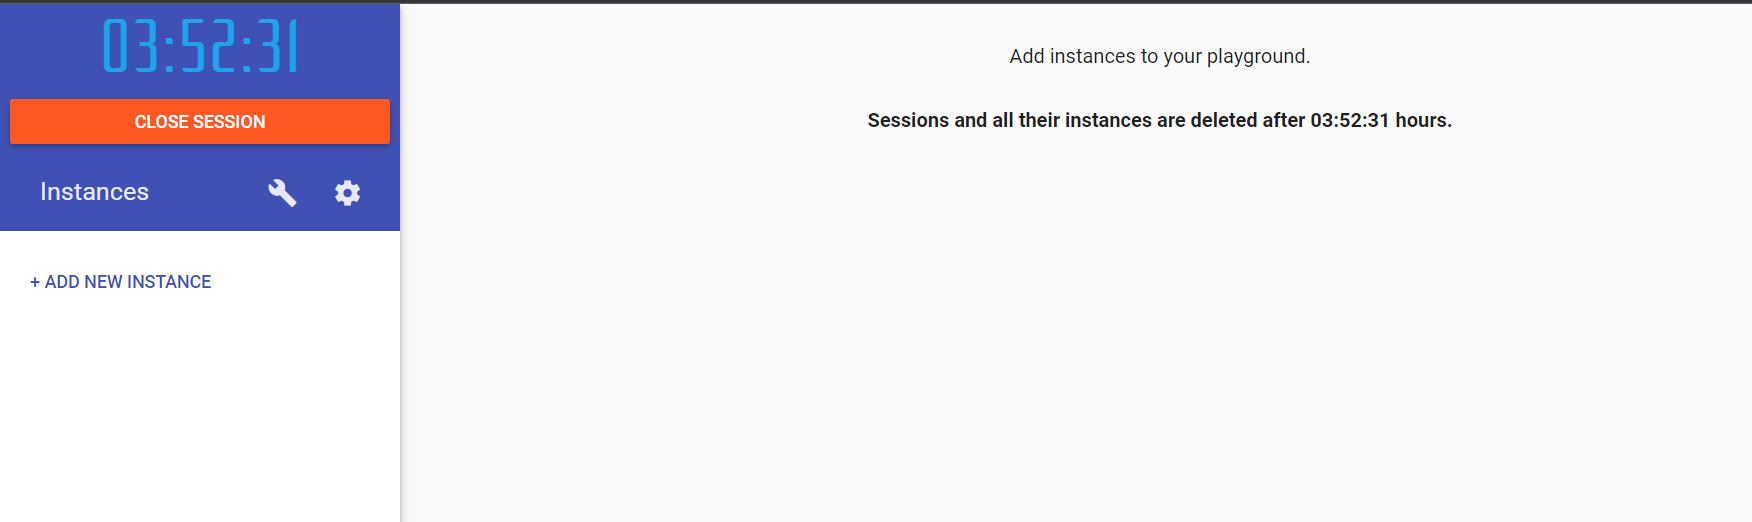 03:52:31
CLOSE SESSION
Instances
+ ADD NEW INSTANCE
Add instances to your playground.
Sessions and all their instances are deleted after 03:52:31 hours.